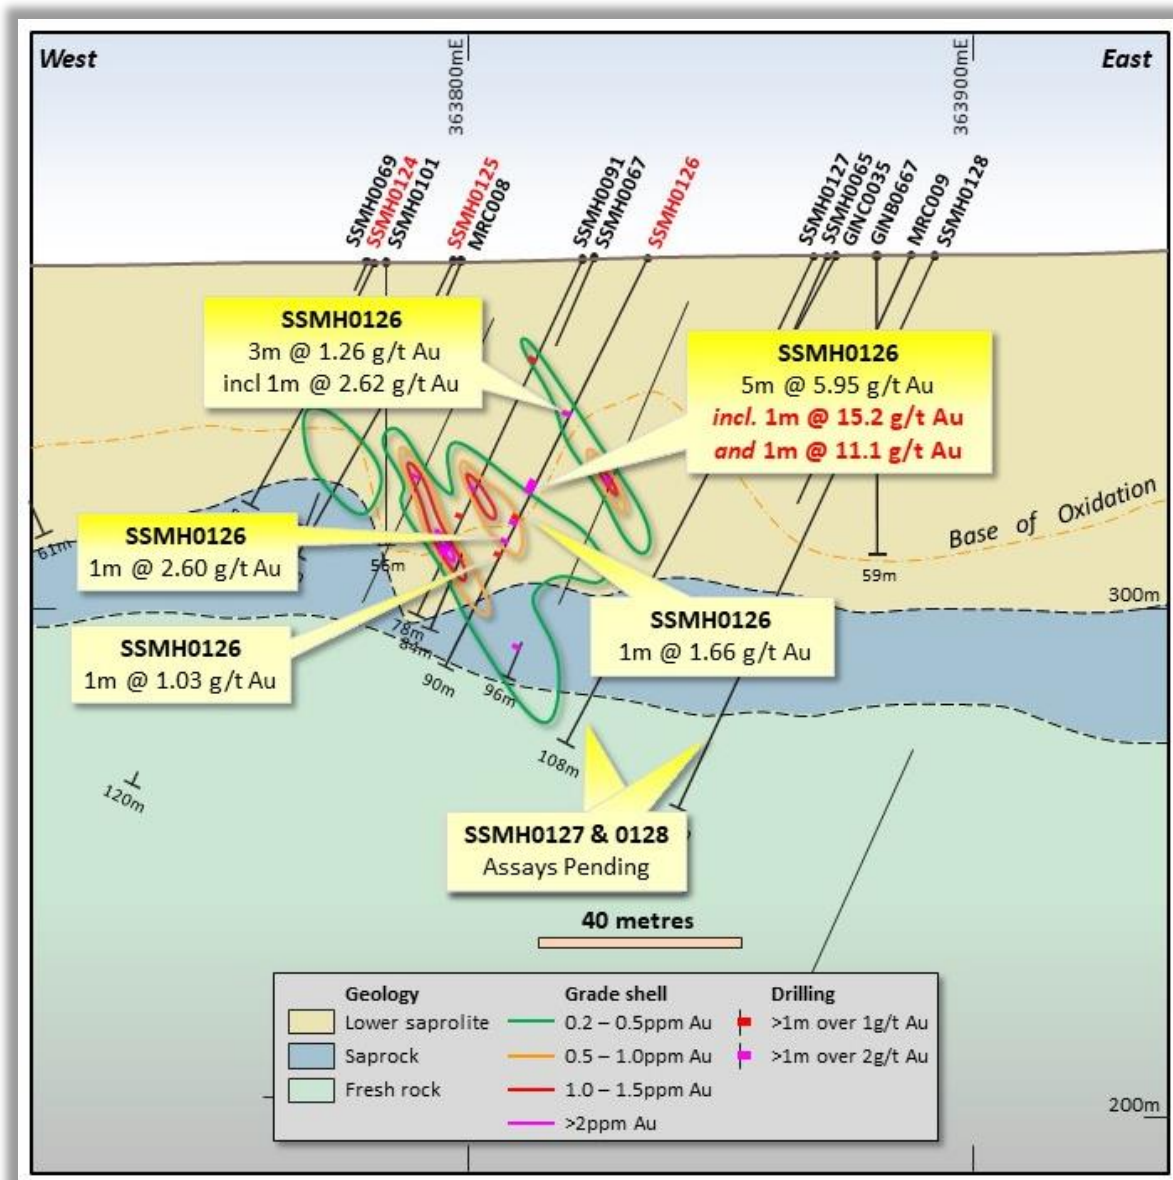 West
East
363800mE
363900mE
SSMH0069
SSMH0124
SSMH0101
SSMH0125
MRC008
SSMH0091
SSMH0067
SSMH0126
SSMH0127
SSMH0065
GINC0035
GINB0667
MRC009
SSMH0128
SSMH0126
3m @ 1.26 g/t Au
incl 1m @ 2.62 g/t Au
SSMH0126
5m @ 5.95 g/t Au
incl. 1m @ 15.2 g/t Au
and 1m @ 11.1 g/t Au
Base of Oxidation
61m
SSMH0126
1m @ 2.60 g/t Au
56m
59m
300m
SSMH0126
1m @ 1.66 g/t Au
SSMH0126
1m @ 1.03 g/t Au
78m
84m
90m
96m
108m
120m
SSMH0127 & 0128
Assays Pending
40 metres
Geology
Lower saprolite
Saprock
Fresh rock
Grade shell
0.2 – 0.5ppm Au
0.5 – 1.0ppm Au
1.0 – 1.5ppm Au
>2ppm Au
Drilling
>1m over 1g/t Au
>1m over 2g/t Au
200m